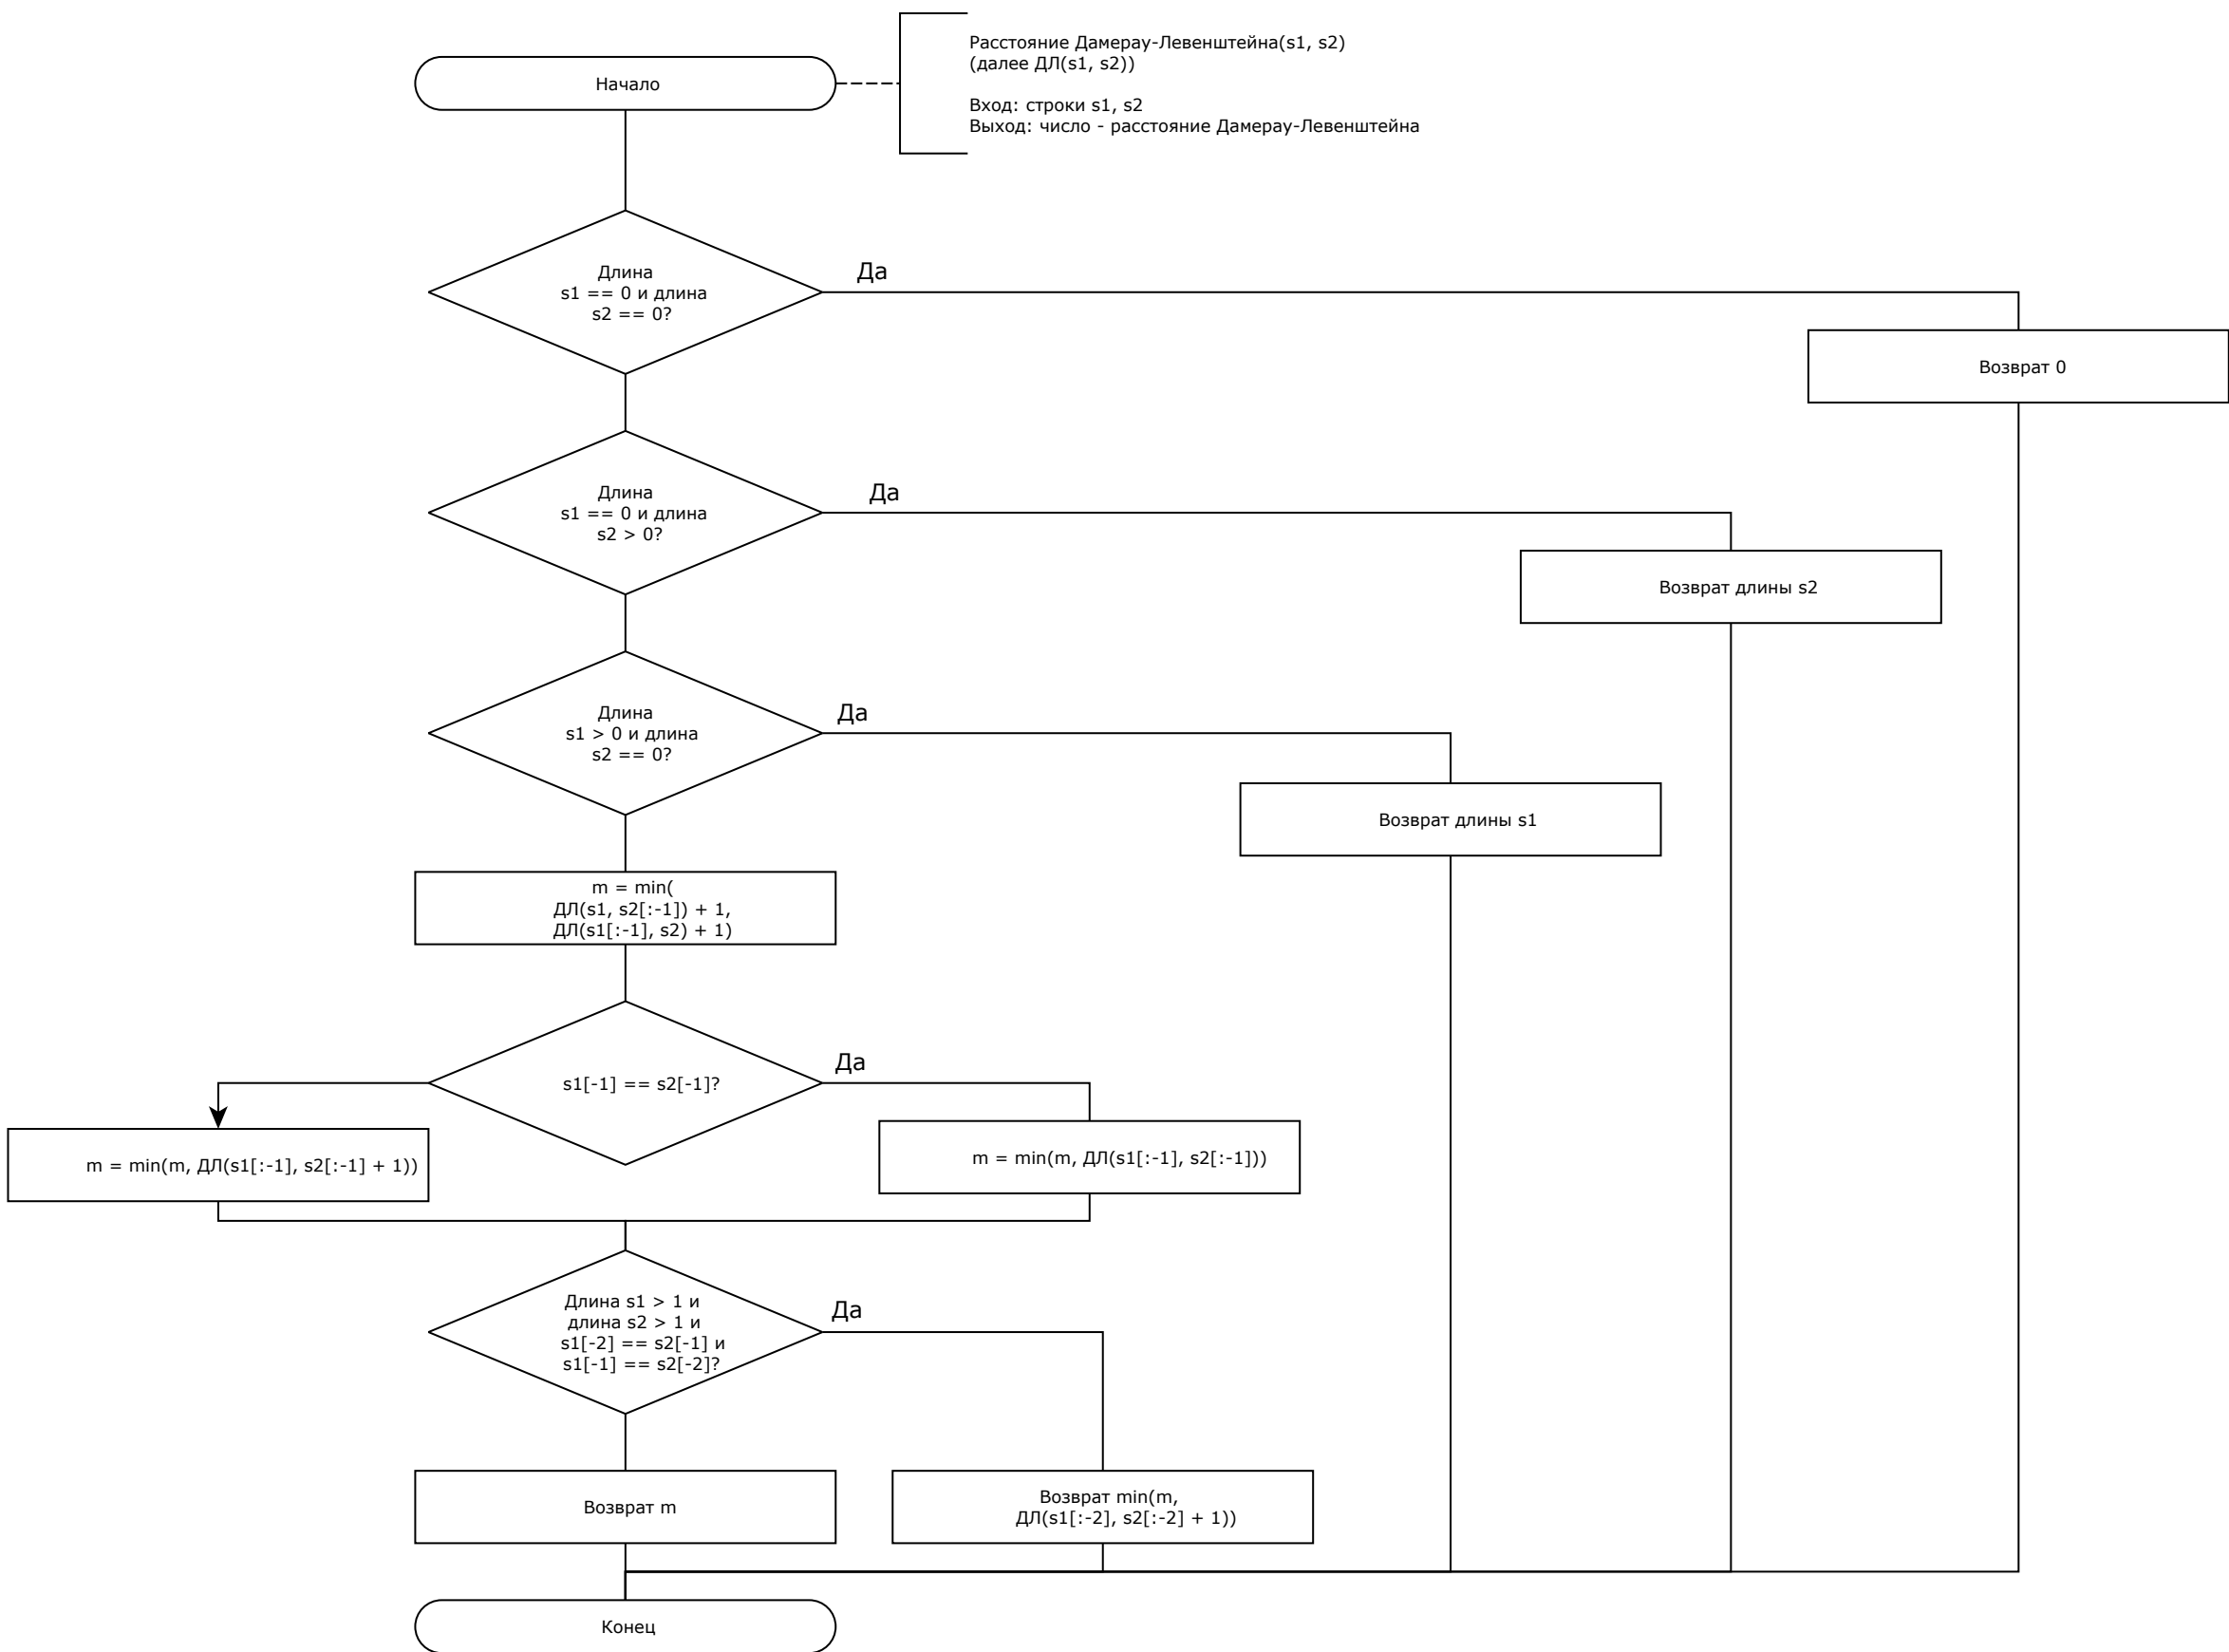 Начало
Расстояние Дамерау-Левенштейна(s1, s2)
(далее ДЛ(s1, s2))
Вход: строки s1, s2
Выход: число - расстояние Дамерау-Левенштейна
Длина
s1 == 0 и длина
s2 == 0?
Да
Возврат 0
Длина
s1 == 0 и длина
s2 > 0?
Да
Возврат длины s2
Длина
s1 > 0 и длина
s2 == 0?
Да
Возврат длины s1
m = min(
ДЛ(s1, s2[:-1]) + 1,
ДЛ(s1[:-1], s2) + 1)
s1[-1] == s2[-1]?
Да
m = min(m, ДЛ(s1[:-1], s2[:-1] + 1))
m = min(m, ДЛ(s1[:-1], s2[:-1]))
Длина s1 > 1 и
длина s2 > 1 и
s1[-2] == s2[-1] и
s1[-1] == s2[-2]?
Да
Возврат m
Возврат min(m,
ДЛ(s1[:-2], s2[:-2] + 1))
Конец